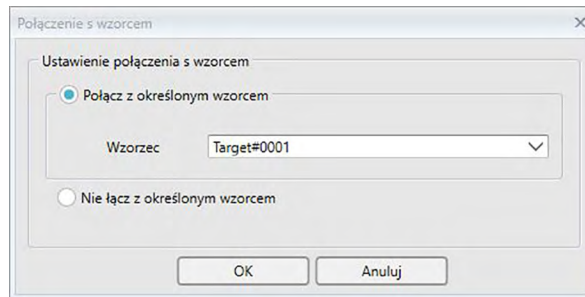 Połączenie s wzorcem
Ustawienie połączenia s wzorcem
Połącz z określonym wzorcem
Wzorzec
Target#0001
Nie łącz z określonym wzorcem
OK
Anuluj